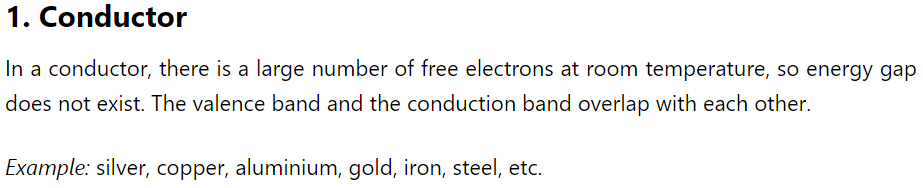 1. Conductor
In a conductor, there is a large number of free electrons at room temperature, so energy gap
does not exist. The valence band and the conduction band overlap with each other.
Example: silver, copper, aluminium, gold, iron, steel, etc.